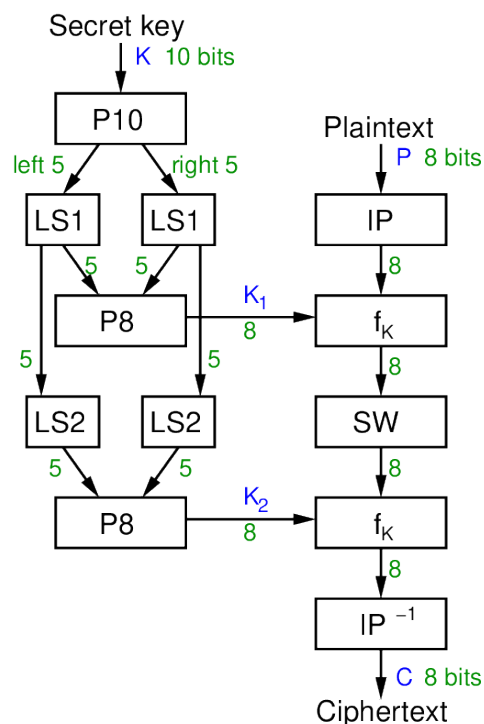 Secret key
K 10 bits
P10
Plaintext
left 5
right 5
P 8 bits
LS1
LS1
IP
5
5
8
K1
P8
fK
8
5
5
8
LS2
LS2
SW
5
5
8
K2
P8
fK
8
8
IP −1
C 8 bits
Ciphertext